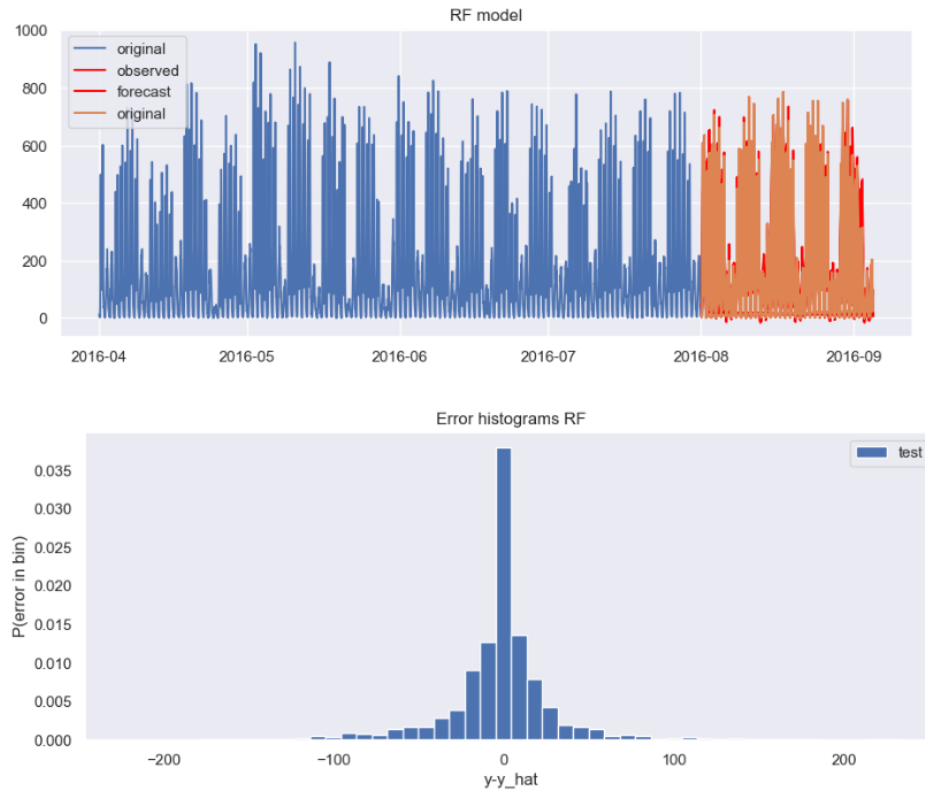 RF model
1000
800
600
400
200
0
original
observed
forecast
original
2016-04 2016-05 2016-06 2016-07 2016-08 2016-09
Error histograms RF
P(error in bin)
0.035
0.030
0.025
0.020
0.015
0.010
0.005
0.000
test
−200 −100 0 100 200
y-y_hat